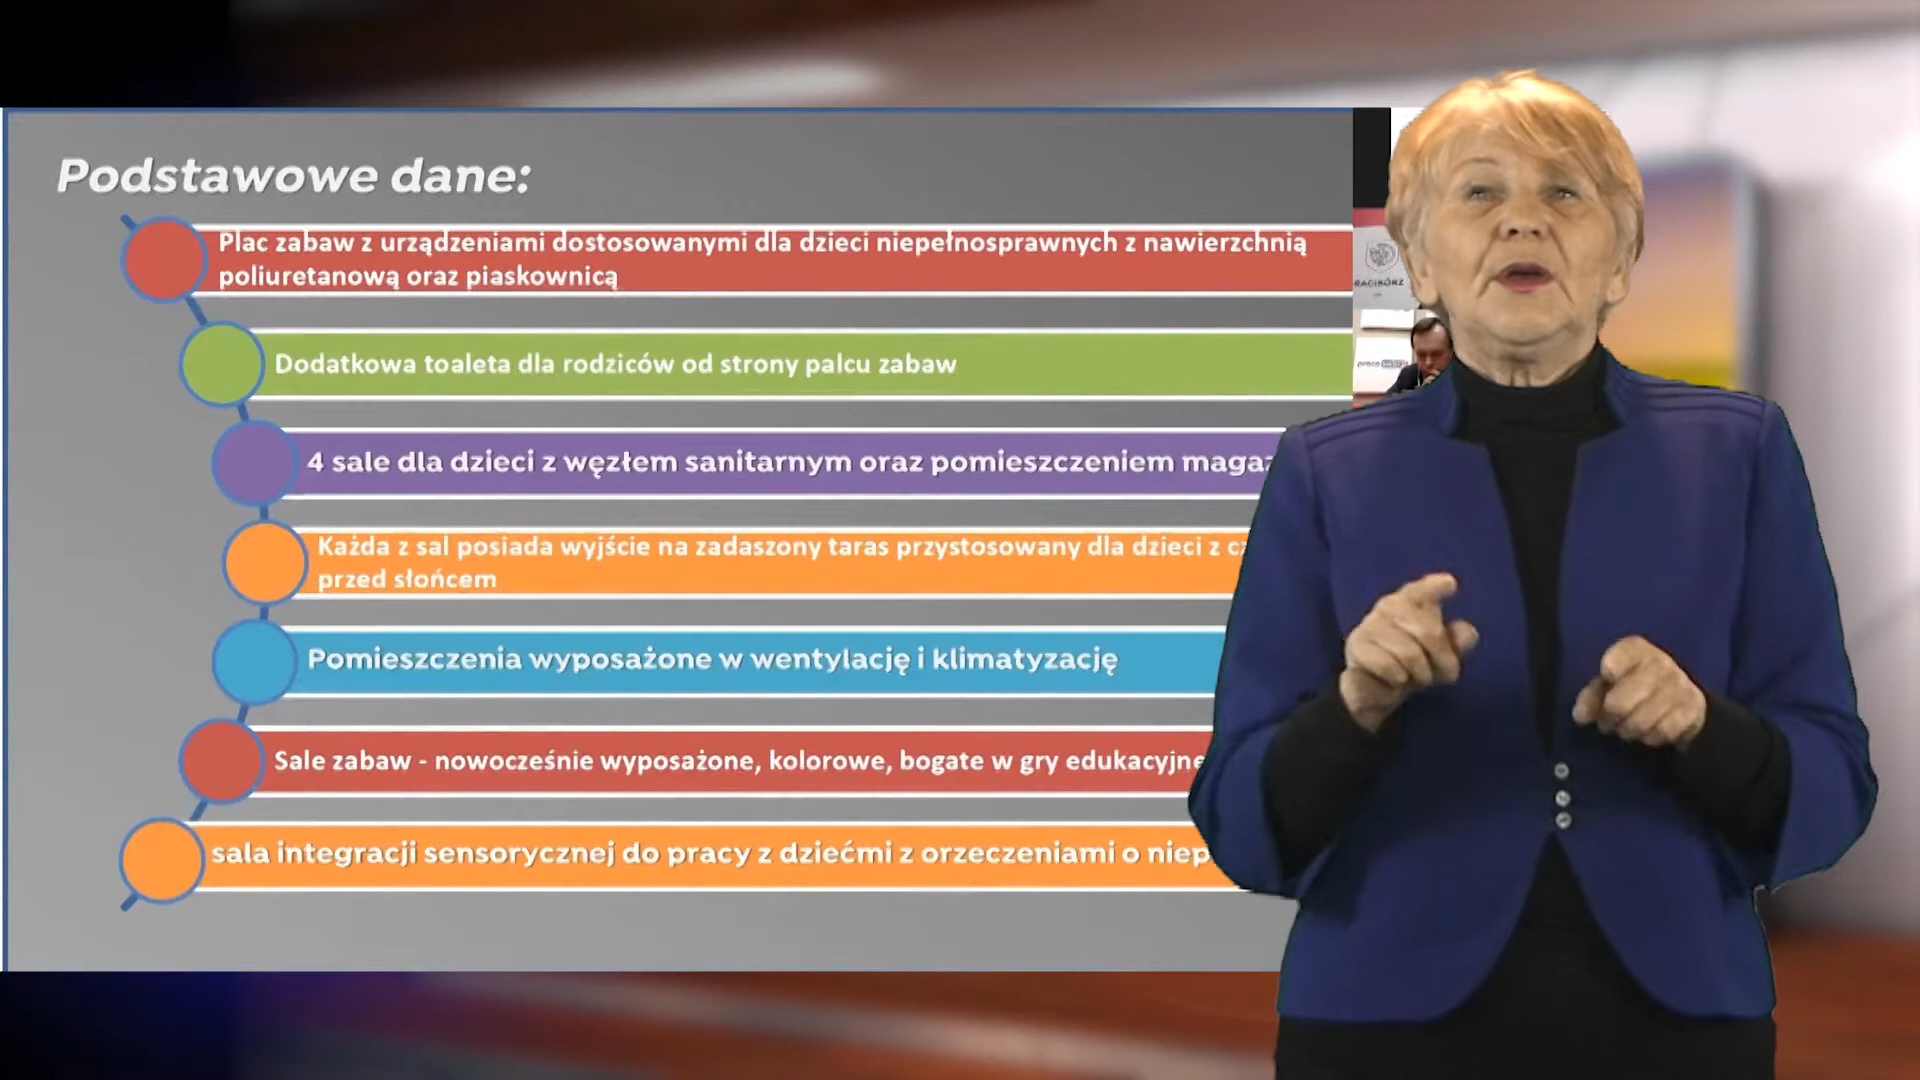 Podstawowe dane:
Plac zabaw z urządzeniami dostosowanymi dla dzieci niepełnosprawnych z nawierzchnią
poliuretanową oraz piaskownicą
Dodatkowa toaleta dla rodziców od strony palcu zabaw
4 sale dla dzieci z węzłem sanitarnym oraz pomieszczeniem
Każda z sal posiada wyjście na zadaszony taras przystosowany dla dzieci z
przed słońcem
Pomieszczenia wyposażone w wentylację i klimatyzację
Sale zabaw - nowocześnie wyposażone, kolorowe, bogate w gry edukacyjne
sala integracji sensorycznej do pracy z dziećmi z orzeczeniami o
RACIBÓRZ